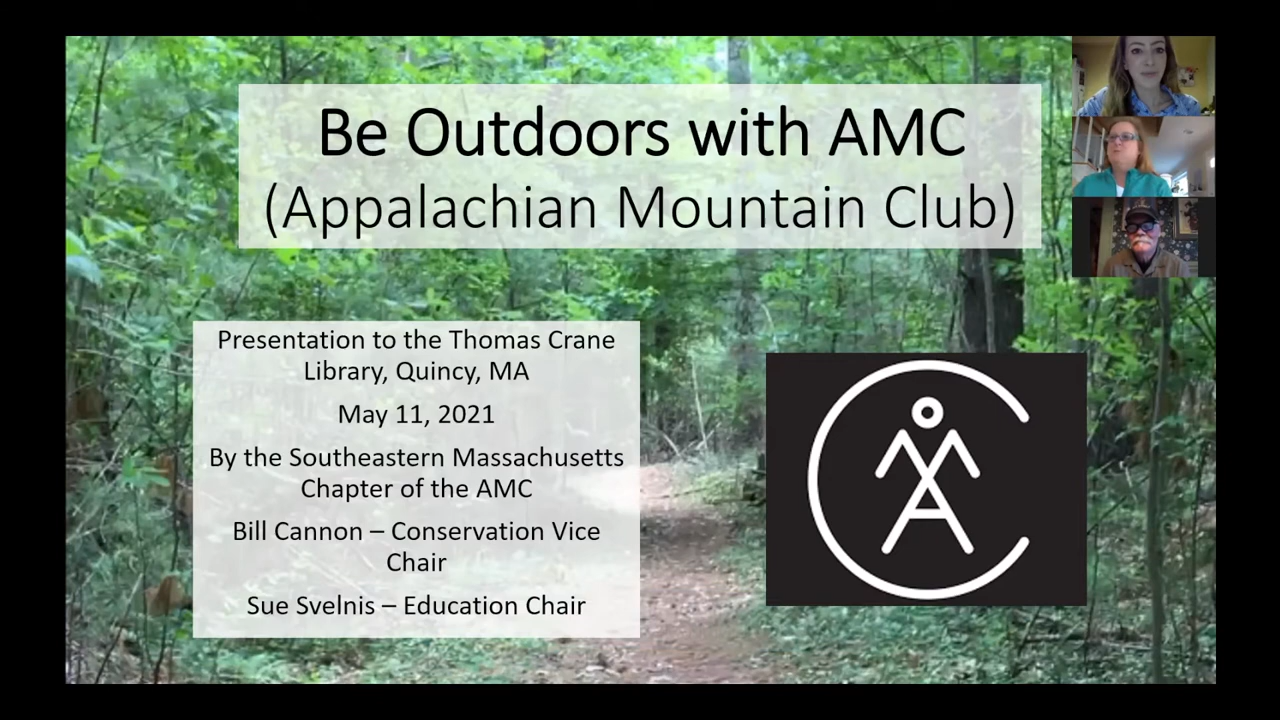 Be Outdoors with AMC
(Appalachian Mountain Club)
Presentation to the Thomas Crane
Library, Quincy, MA
May 11, 2021
By the Southeastern Massachusetts
Chapter of the AMC
Bill Cannon – Conservation Vice
Chair
Sue Svelnis – Education Chair